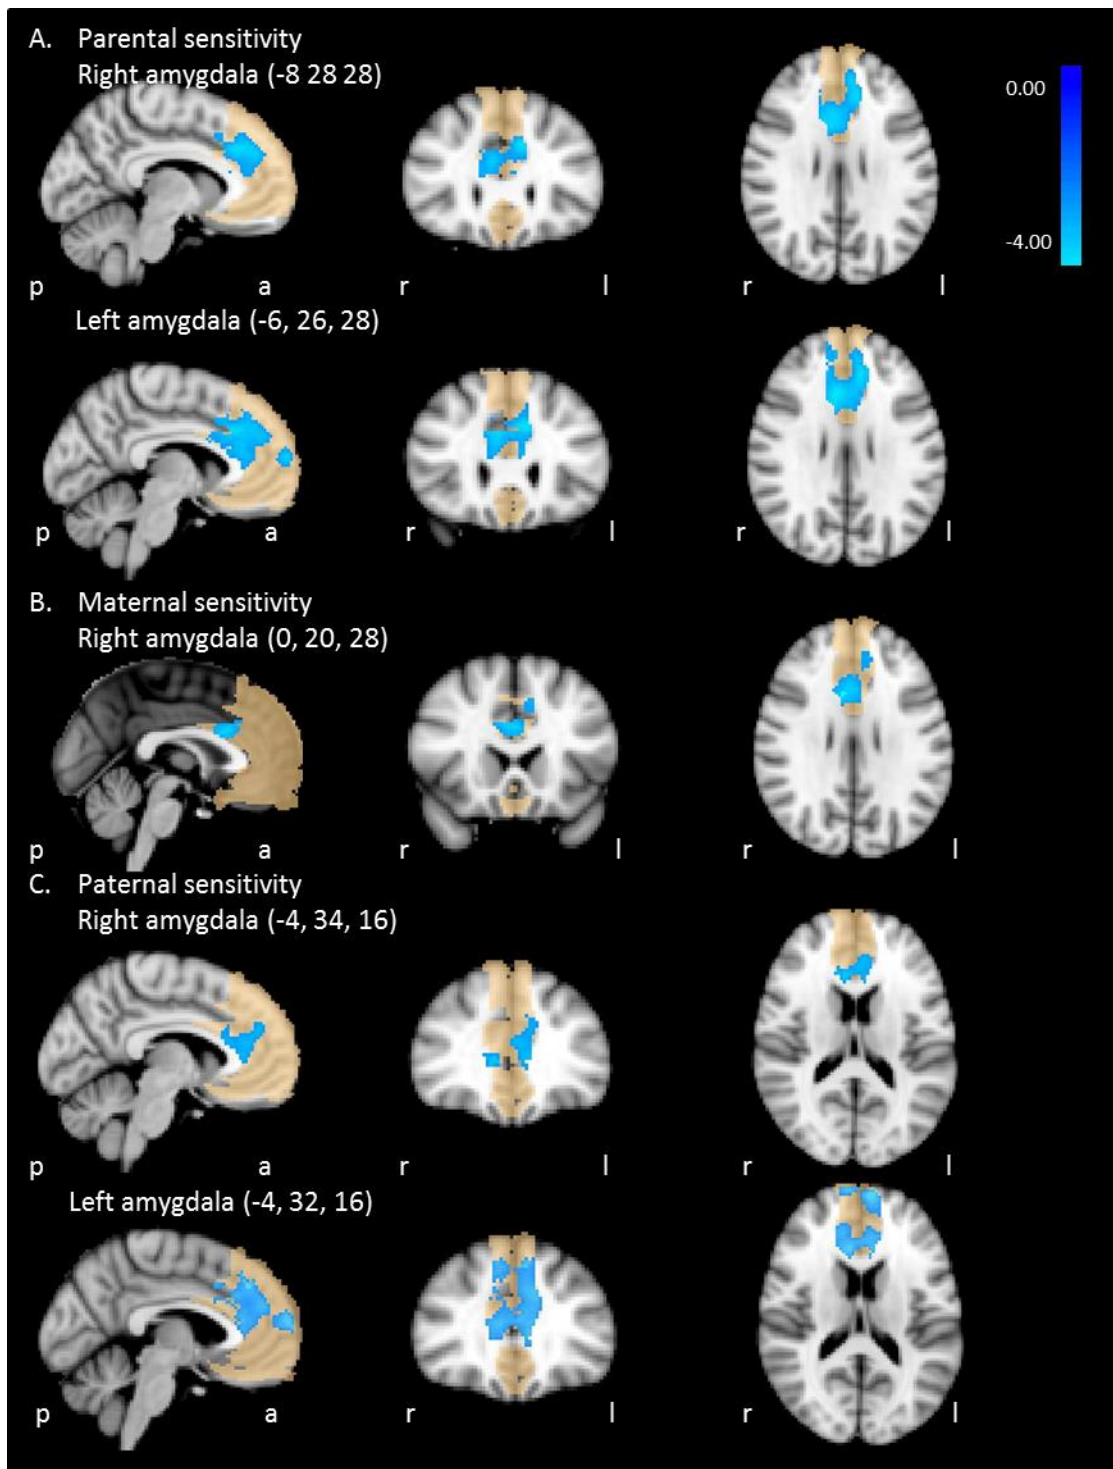 A. Parental sensitivity
Right amygdala (-8 28 28)
0.00
-4.00
p a r l r l
Left amygdala (-6, 26, 28)
p a r l r l
B. Maternal sensitivity
Right amygdala (0, 20, 28)
p a r l r l
C. Paternal sensitivity
Right amygdala (-4, 34, 16)
p a r l r l
Left amygdala (-4, 32, 16)
p a r l r l